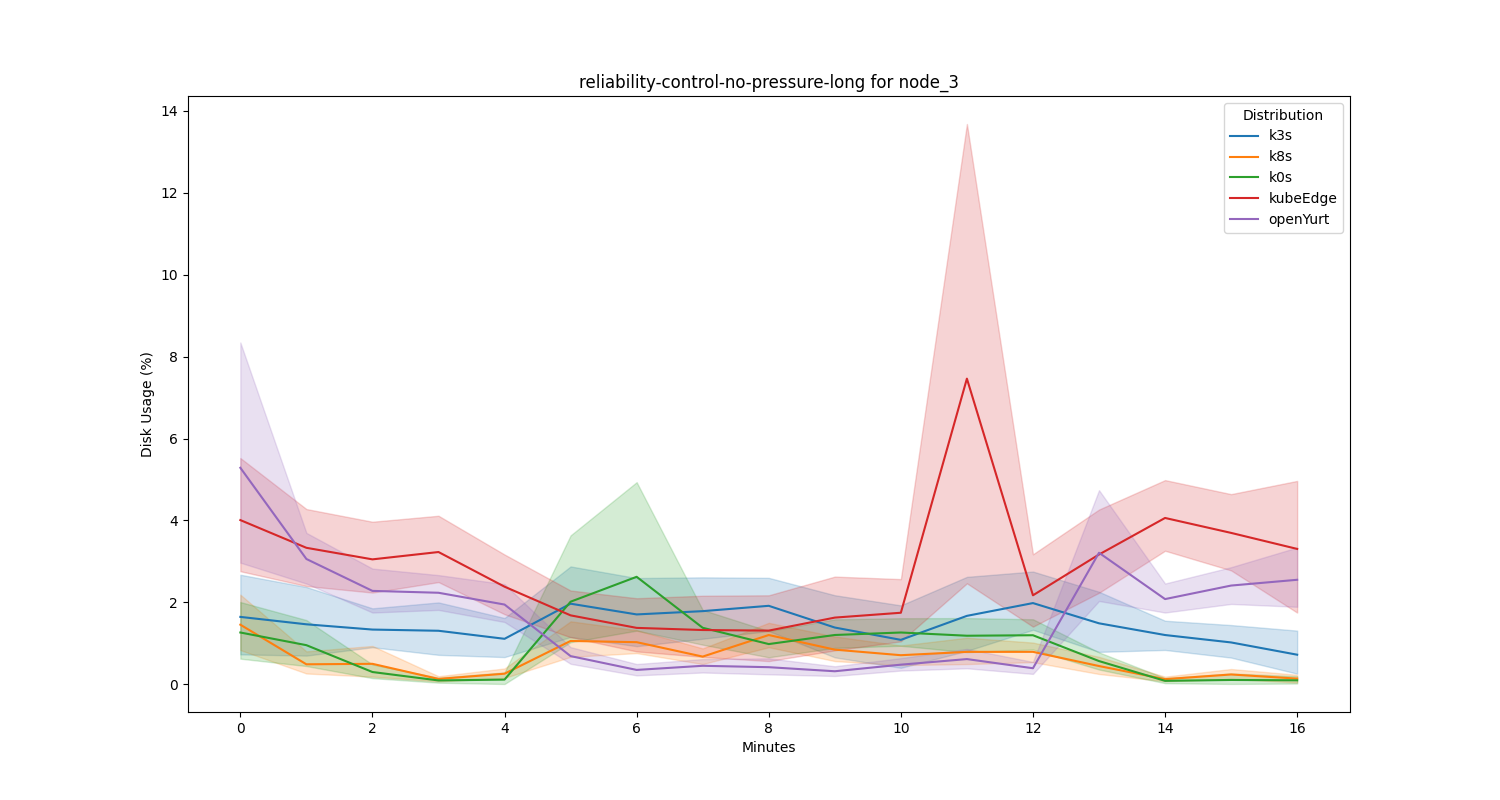 reliability-control-no-pressure-long for node_3
Distribution
k3s
k8s
k0s
kubeEdge
openYurt
Disk Usage (%)
14
12
10
8
6
4
2
0
0 2 4 6 8 10 12 14 16
Minutes